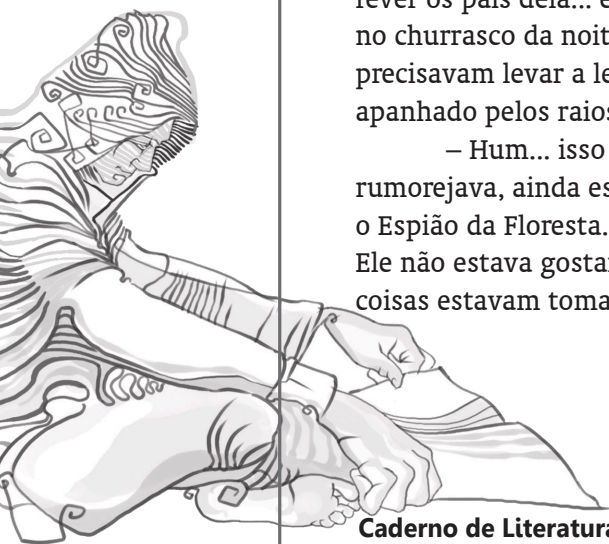 rever os pais dela...
no churrasco da noit
precisavam levar a le
apanhado pelos raios
– Hum... isso
rumorejava, ainda es
o Espião da Floresta.
Ele não estava gosta
coisas estavam toma
Caderno de Literatura